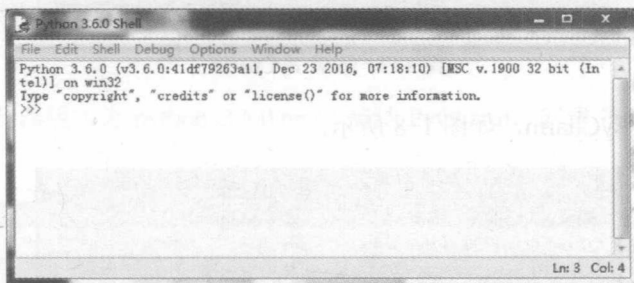 Python 3.6.0 Shell
File Edit Shell Debug Options Window Help
Python 3.6.0 (v3.6.0:41df79263a11, Dec 23 2016, 07:18:10) [MSC v.1900 32 bit (In
tel)] on win32
Type "copyright", "credits" or "license()" for more information.
>>>
Ln: 3 Col: 4